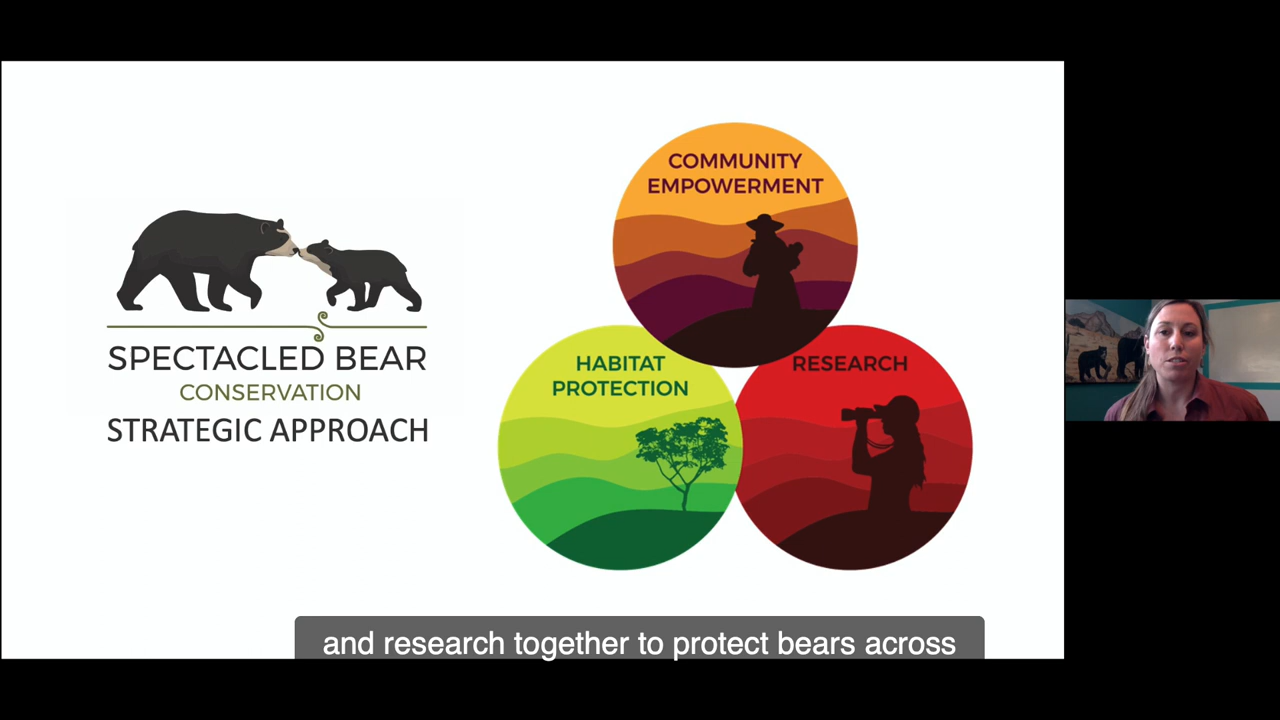 SPECTACLED BEAR
CONSERVATION
STRATEGIC APPROACH
COMMUNITY
EMPOWERMENT
HABITAT
PROTECTION
RESEARCH
and research together to protect bears across